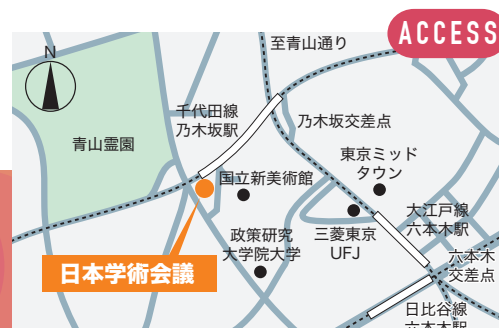 ACCESS
N
至青山通り
千代田線
乃木坂駅
乃木坂交差点
青山霊園
東京ミッド
タウン
国立新美術館
大江戸線
六本木駅
政策研究
大学院大学
三菱東京
UFJ
六本木
交差点
日本学術会議
日比谷線
六本木駅